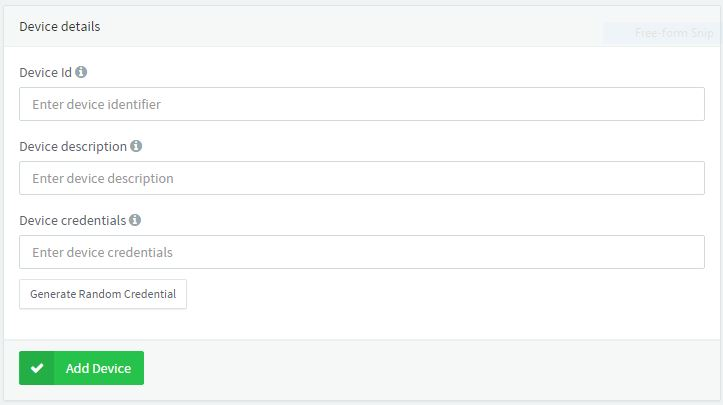 Device details
Free-form Snip
Device Id
Enter device identifier
Device description
Enter device description
Device credentials
Enter device credentials
Generate Random Credential
Add Device